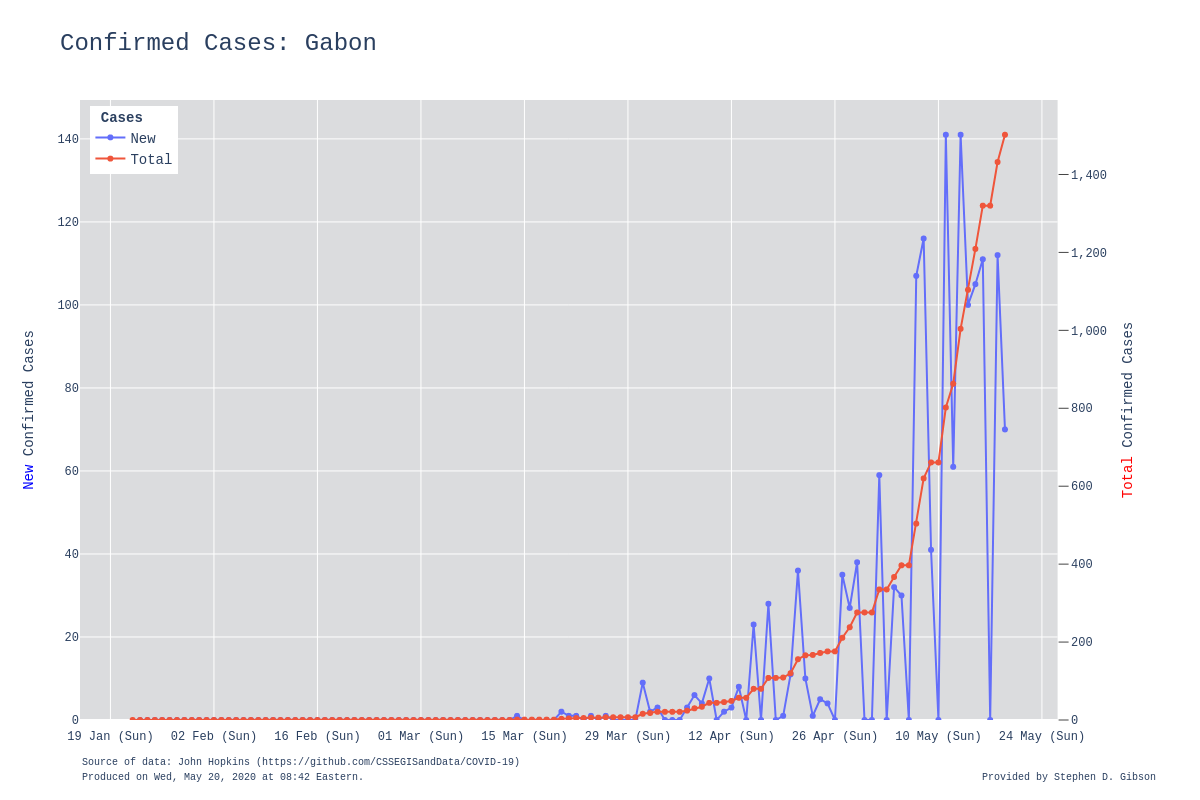 Confirmed Cases: Gabon
Cases
New
Total
140
120
100
80
60
40
20
0
1,400
1,200
1,000
800
600
400
200
0
New Confirmed Cases
Total Confirmed Cases
19 Jan (Sun) 02 Feb (Sun) 16 Feb (Sun) 01 Mar (Sun) 15 Mar (Sun) 29 Mar (Sun) 12 Apr (Sun) 26 Apr (Sun) 10 May (Sun) 24 May (Sun)
Source of data: John Hopkins (https://github.com/CSSEGISandData/COVID-19)
Produced on Wed, May 20, 2020 at 08:42 Eastern.
Provided by Stephen D. Gibson